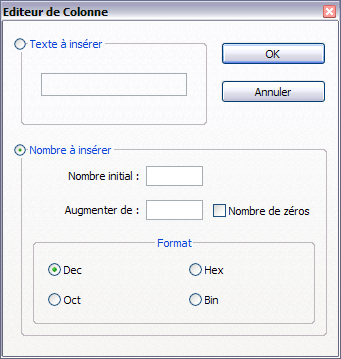 Editeur de Colonne
Texte à insérer
OK
Annuler
Nombre à insérer
Nombre initial :
Augmenter de :
Nombre de zéros
Format
Dec
Hex
Oct
Bin